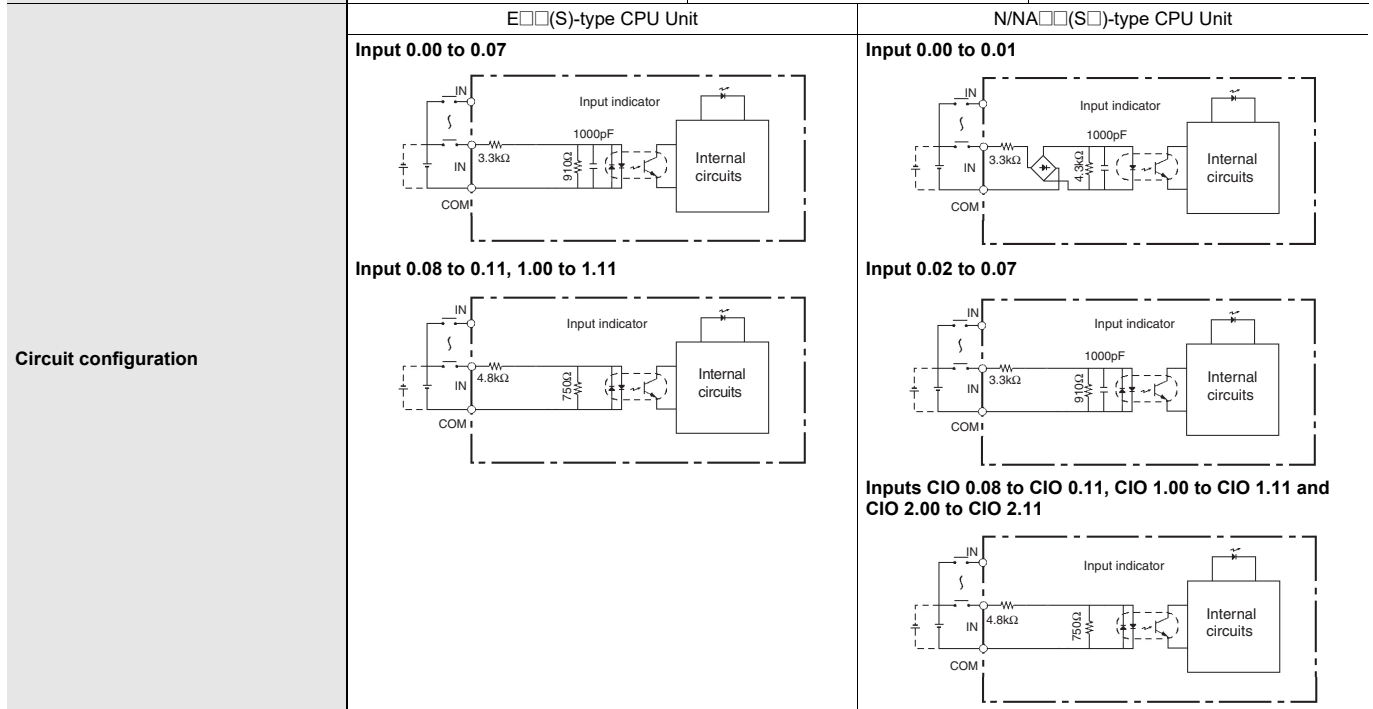 E□□(S)-type CPU Unit
N/NA□□(S□)-type CPU Unit
Circuit configuration
Input 0.00 to 0.07
IN
Input indicator
1000pF
3.3kΩ
910Ω
IN
Internal
circuits
COM
Input 0.08 to 0.11, 1.00 to 1.11
IN
Input indicator
4.8kΩ
750Ω
IN
Internal
circuits
COM
Input 0.00 to 0.01
IN
Input indicator
1000pF
3.3kΩ
4.3kΩ
IN
Internal
circuits
COM
Input 0.02 to 0.07
IN
Input indicator
1000pF
3.3kΩ
910Ω
IN
Internal
circuits
COM
Inputs CIO 0.08 to CIO 0.11, CIO 1.00 to CIO 1.11 and
CIO 2.00 to CIO 2.11
IN
Input indicator
4.8kΩ
750Ω
IN
Internal
circuits
COM